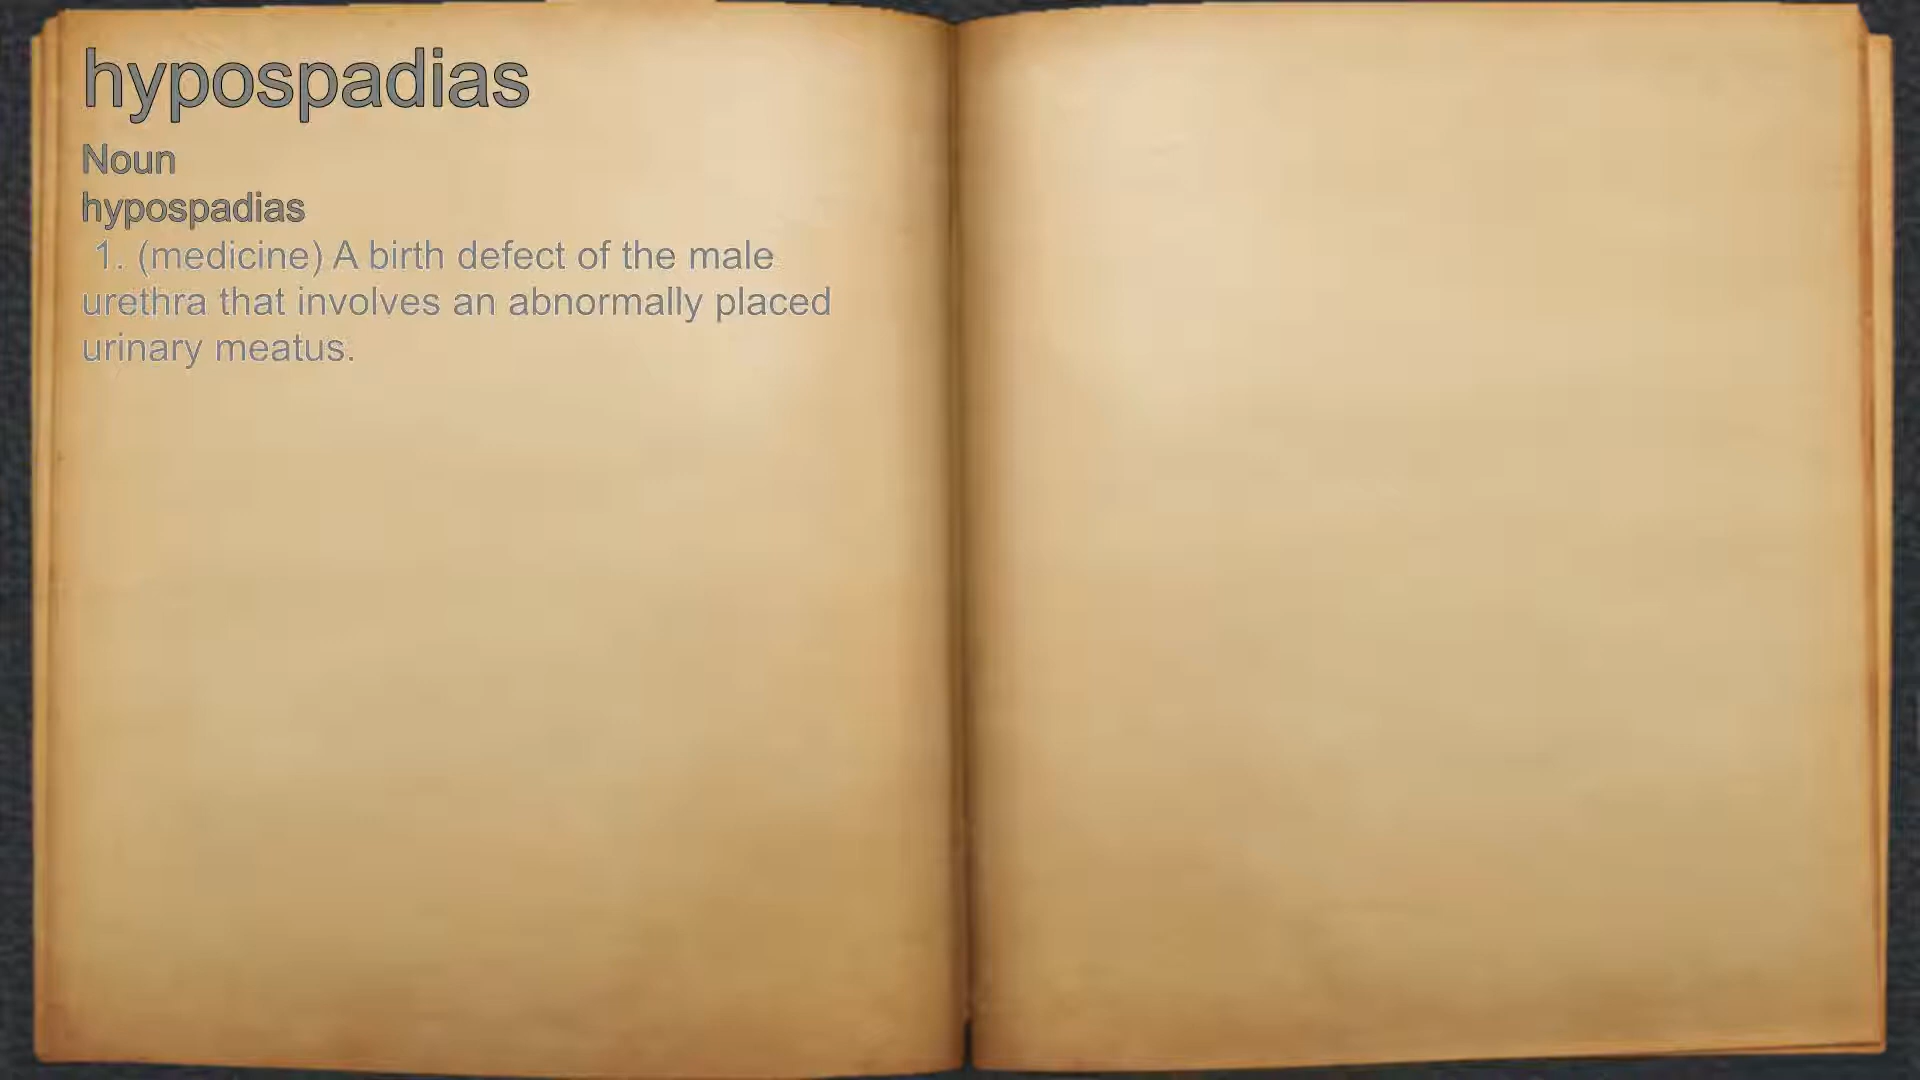 hypospadias
Noun
hypospadias
1. (medicine) A birth defect of the male
urethra that involves an abnormally placed
urinary meatus.